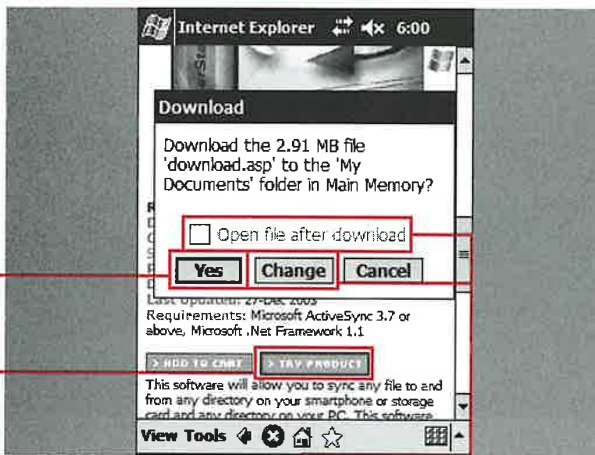 Internet Explorer 6:00
Download
Download the 2.91 MB file
'download.asp' to the 'My
Documents' folder in Main Memory?
Open file after download
Yes Change Cancel
Last Updated: 27-Dec 2003
Requirements: Microsoft ActiveSync 3.7 or
above, Microsoft .Net Framework 1.1
> ADD TO CART > TRY PRODUCT
This software will allow you to sync any file to and
from any directory on your smartphone or storage
card and any directory on your PC. This software
View Tools